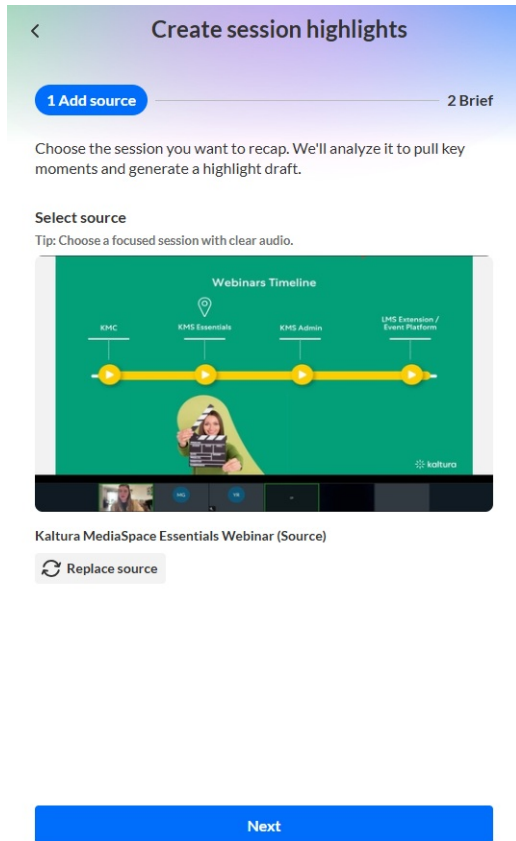 Create session highlights
1 Add source
2 Brief
Choose the session you want to recap. We'll analyze it to pull key
moments and generate a highlight draft.
Select source
Tip: Choose a focused session with clear audio.
Webinars Timeline
KMC
KMS Essentials
KMS Admin
LMS Extension /
Event Platform
kaltura
MQ
YR
Kaltura MediaSpace Essentials Webinar (Source)
Replace source
Next